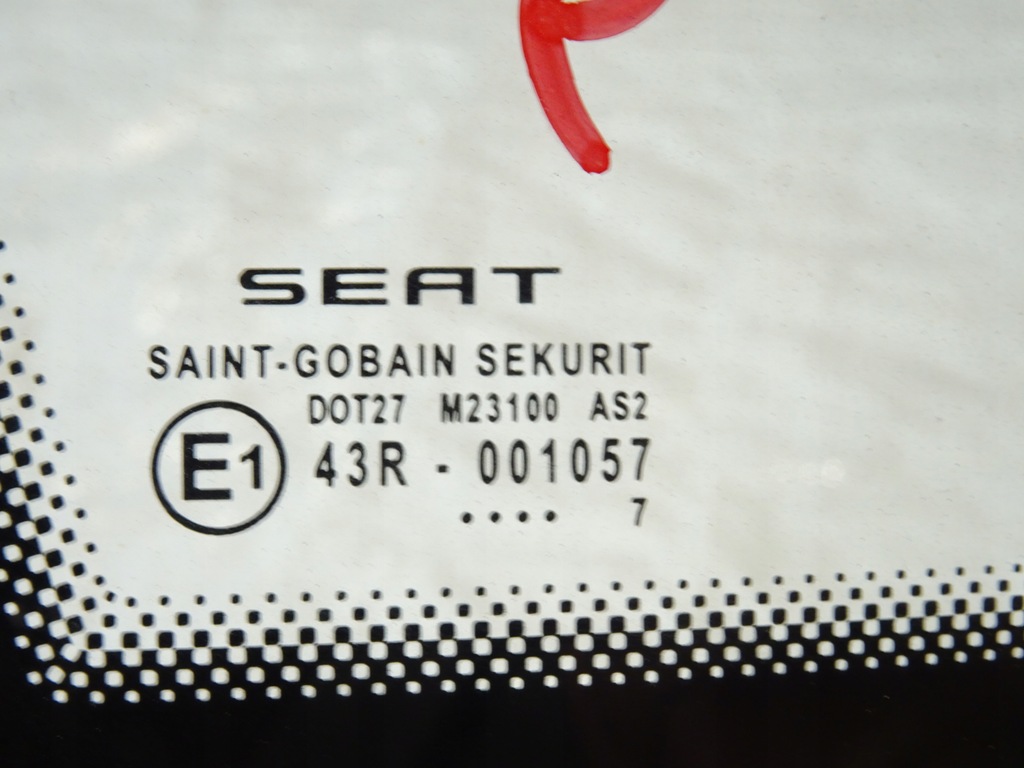 SEAT
SAINT-GOBAIN SEKURIT
DOT27 M23100 AS2
E1 43R - 001057
.... 7